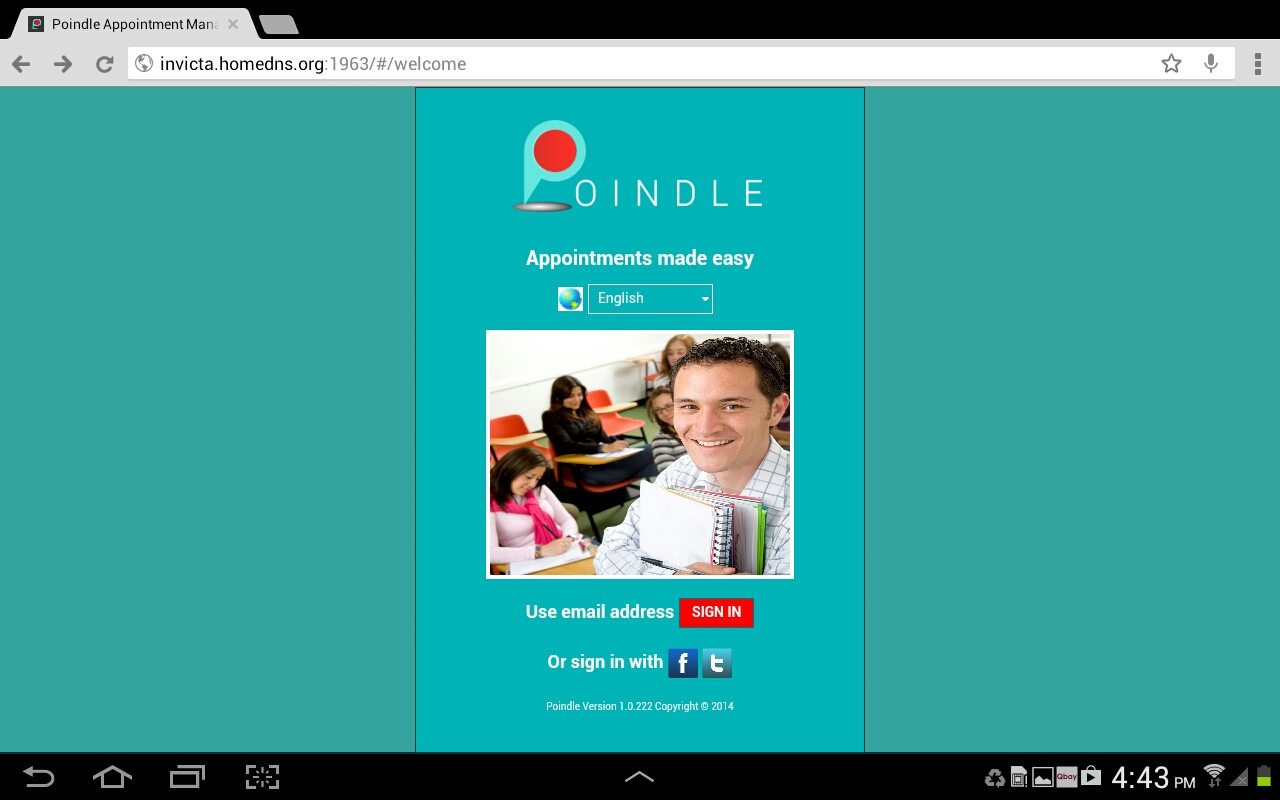 Poindle Appointment Mana
invicta.homedns.org:1963/#/welcome
POINDLE
Appointments made easy
English
Use email address SIGN IN
Or sign in with f t
Poindle Version 1.0.222 Copyright © 2014
Qbay 4:43 PM